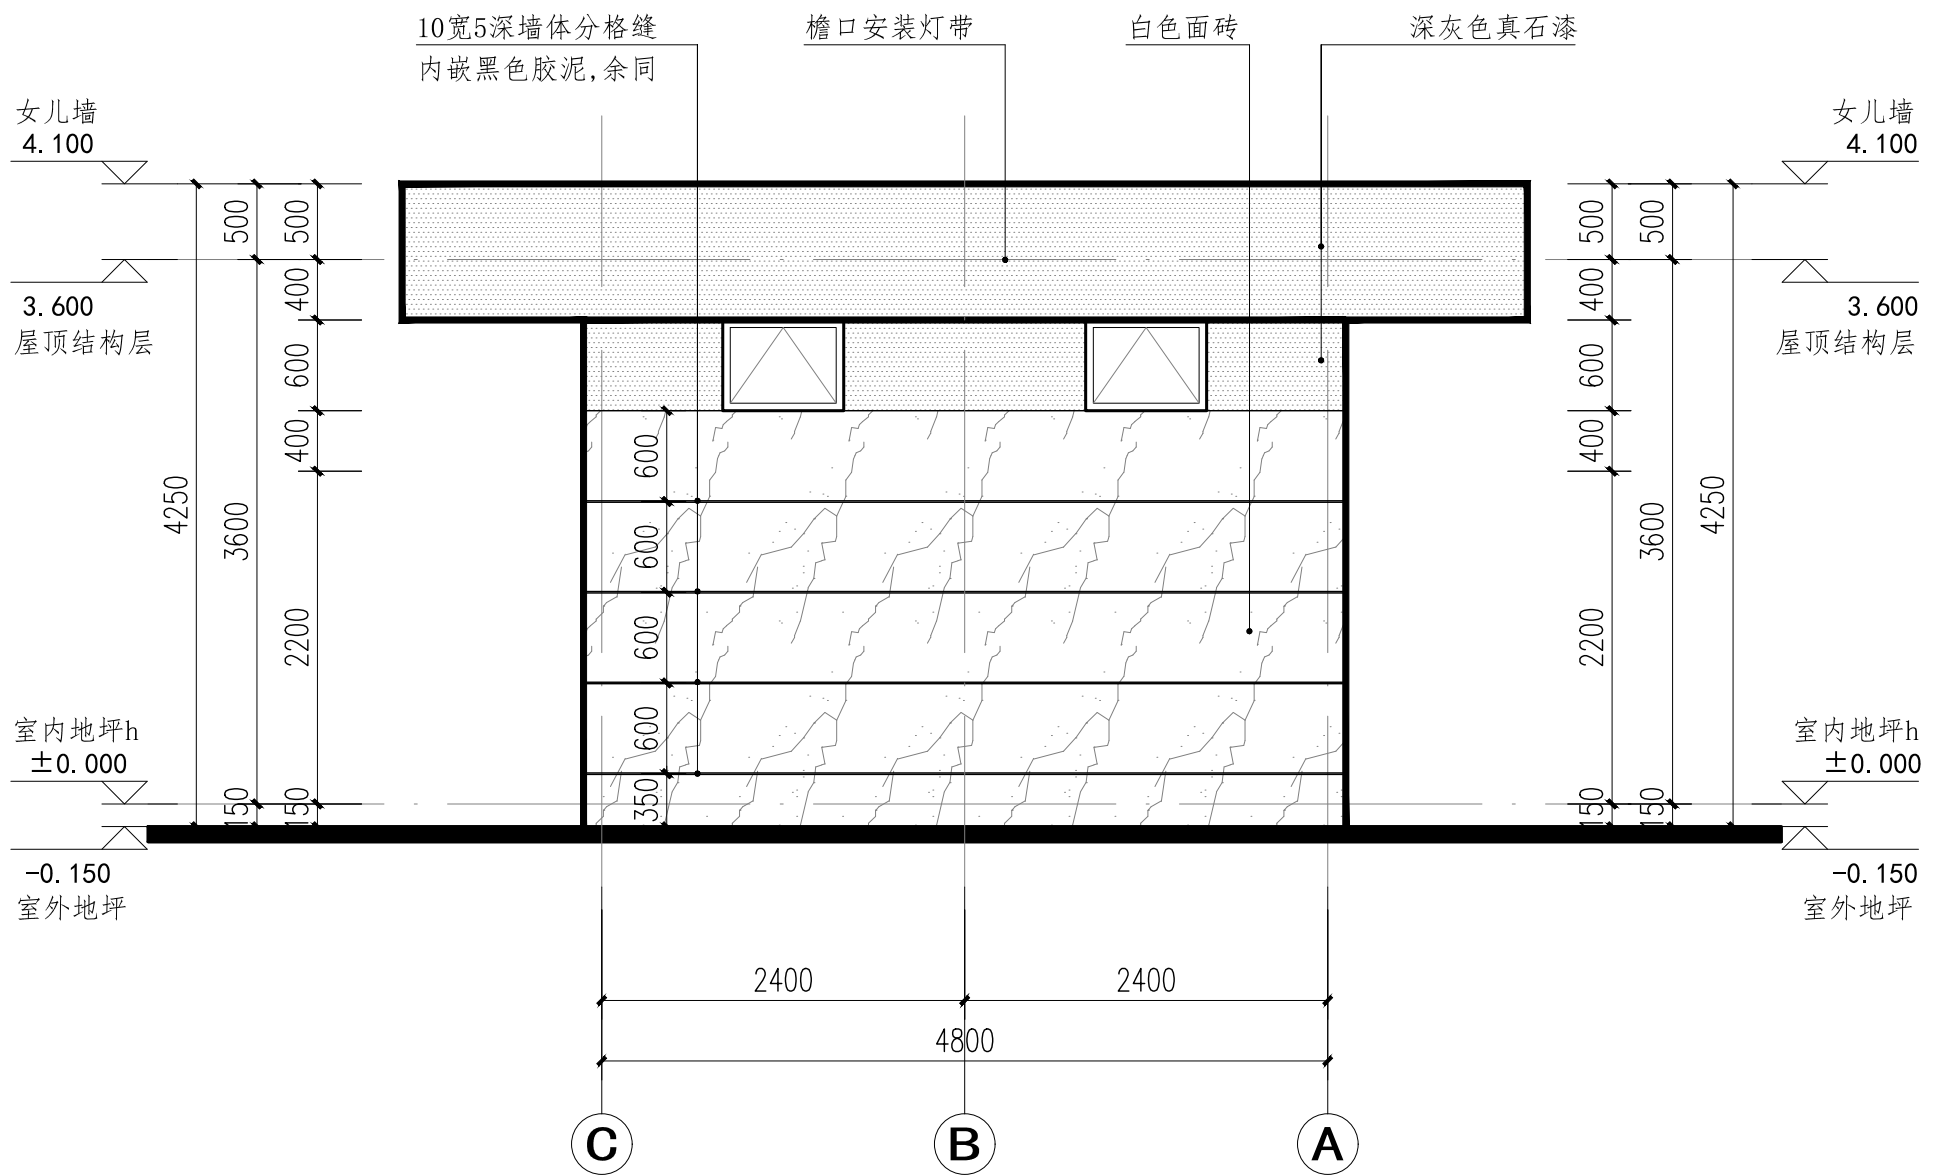 10宽5深墙体分格缝
内嵌黑色胶泥,余同
檐口安装灯带
白色面砖
深灰色真石漆
女儿墙
4.100
女儿墙
4.100
500
500
500
500
400
400
3.600
屋顶结构层
3.600
屋顶结构层
600
600
400
600
400
4250
3600
600
3600
4250
2200
600
2200
室内地坪h
±0.000
600
室内地坪h
±0.000
150
150
350
150
150
-0.150
室外地坪
-0.150
室外地坪
2400
2400
4800
C
B
A